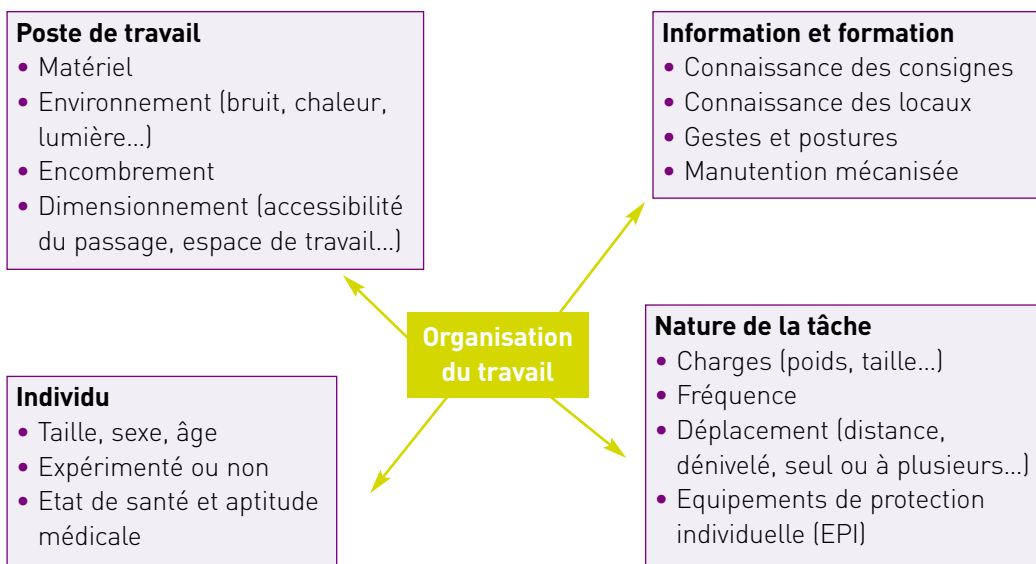 Poste de travail
• Matériel
• Environnement (bruit, chaleur,
lumière...)
• Encombrement
• Dimensionnement (accessibilité
du passage, espace de travail...)
Information et formation
• Connaissance des consignes
• Connaissance des locaux
• Gestes et postures
• Manutention mécanisée
Organisation
du travail
Individu
• Taille, sexe, âge
• Expérimenté ou non
• Etat de santé et aptitude
médicale
Nature de la tâche
• Charges (poids, taille...)
• Fréquence
• Déplacement (distance,
dénivelé, seul ou à plusieurs...)
• Equipements de protection
individuelle (EPI)